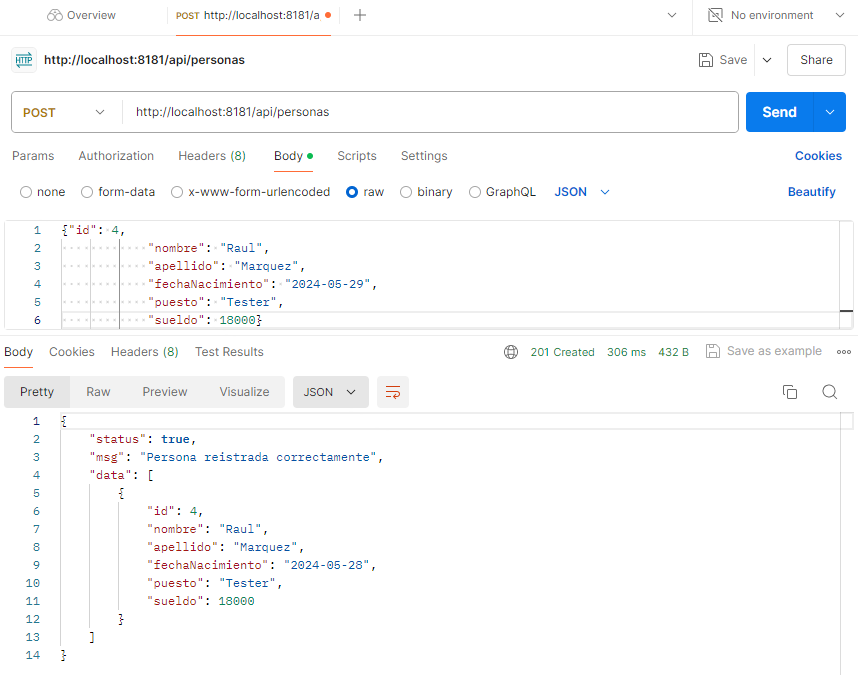 Overview POST http://localhost:8181/a No environment
HTTP http://localhost:8181/api/personas Save Share
POST http://localhost:8181/api/personas Send
Params Authorization Headers (8) Body Scripts Settings Cookies
none form-data x-www-form-urlencoded raw binary GraphQL JSON Beautify
1 {"id": 4,
2 "nombre": "Raul",
3 "apellido": "Marquez",
4 "fechaNacimiento": "2024-05-29",
5 "puesto": "Tester",
6 "sueldo": 18000}
Body Cookies Headers (8) Test Results 201 Created 306 ms 432 B Save as example
Pretty Raw Preview Visualize JSON
1 {
2 "status": true,
3 "msg": "Persona reistrada correctamente",
4 "data": [
5 {
6 "id": 4,
7 "nombre": "Raul",
8 "apellido": "Marquez",
9 "fechaNacimiento": "2024-05-28",
10 "puesto": "Tester",
11 "sueldo": 18000
12 }
13 ]
14 }